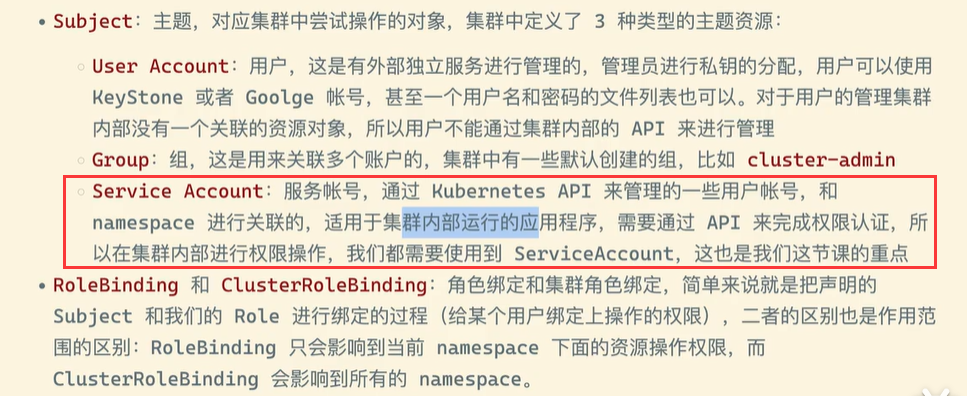 Subject：主题，对应集群中尝试操作的对象，集群中定义了 3 种类型的主题资源：
User Account：用户，这是有外部独立服务进行管理的，管理员进行私钥的分配，用户可以使用
KeyStone 或者 Goolge 帐号，甚至一个用户名和密码的文件列表也可以。对于用户的管理集群
内部没有一个关联的资源对象，所以用户不能通过集群内部的 API 来进行管理
Group：组，这是用来关联多个账户的，集群中有一些默认创建的组，比如 cluster-admin
Service Account：服务帐号，通过 Kubernetes API 来管理的一些用户帐号，和
namespace 进行关联的，适用于集群内部运行的应用程序，需要通过 API 来完成权限认证，所
以在集群内部进行权限操作，我们都需要使用到 ServiceAccount，这也是我们这节课的重点
RoleBinding 和 ClusterRoleBinding：角色绑定和集群角色绑定，简单来说就是把声明的
Subject 和我们的 Role 进行绑定的过程（给某个用户绑定上操作的权限），二者的区别也是作用范
围的区别：RoleBinding 只会影响到当前 namespace 下面的资源操作权限，而
ClusterRoleBinding 会影响到所有的 namespace。